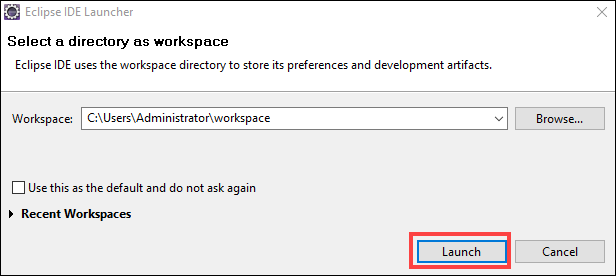 Eclipse IDE Launcher
Select a directory as workspace
Eclipse IDE uses the workspace directory to store its preferences and development artifacts.
Workspace: C:\Users\Administrator\workspace Browse...
Use this as the default and do not ask again
Recent Workspaces
Launch Cancel